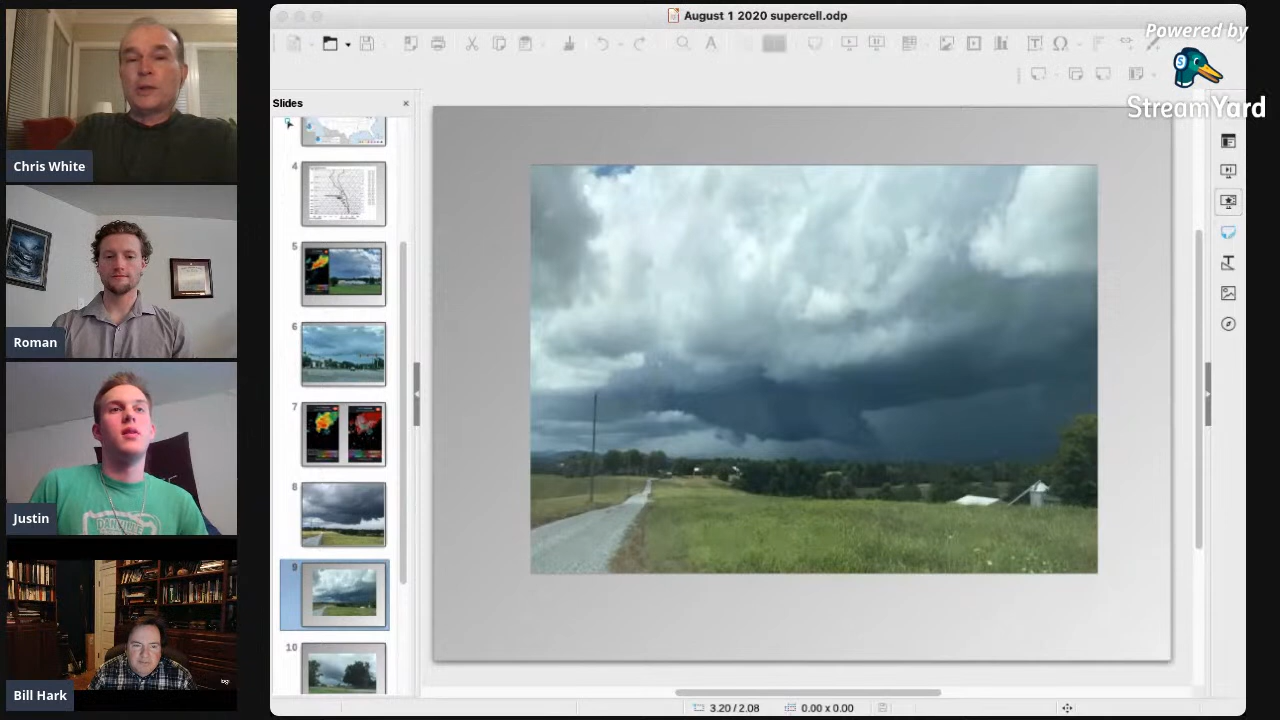 August 1 2020 supercell.odp
Powered by
S
StreamYard
Slides
4
5
6
7
8
9
10
Chris White
Roman
Justin
DANVILLE
Bill Hark
3.20 / 2.08
0.00 x 0.00